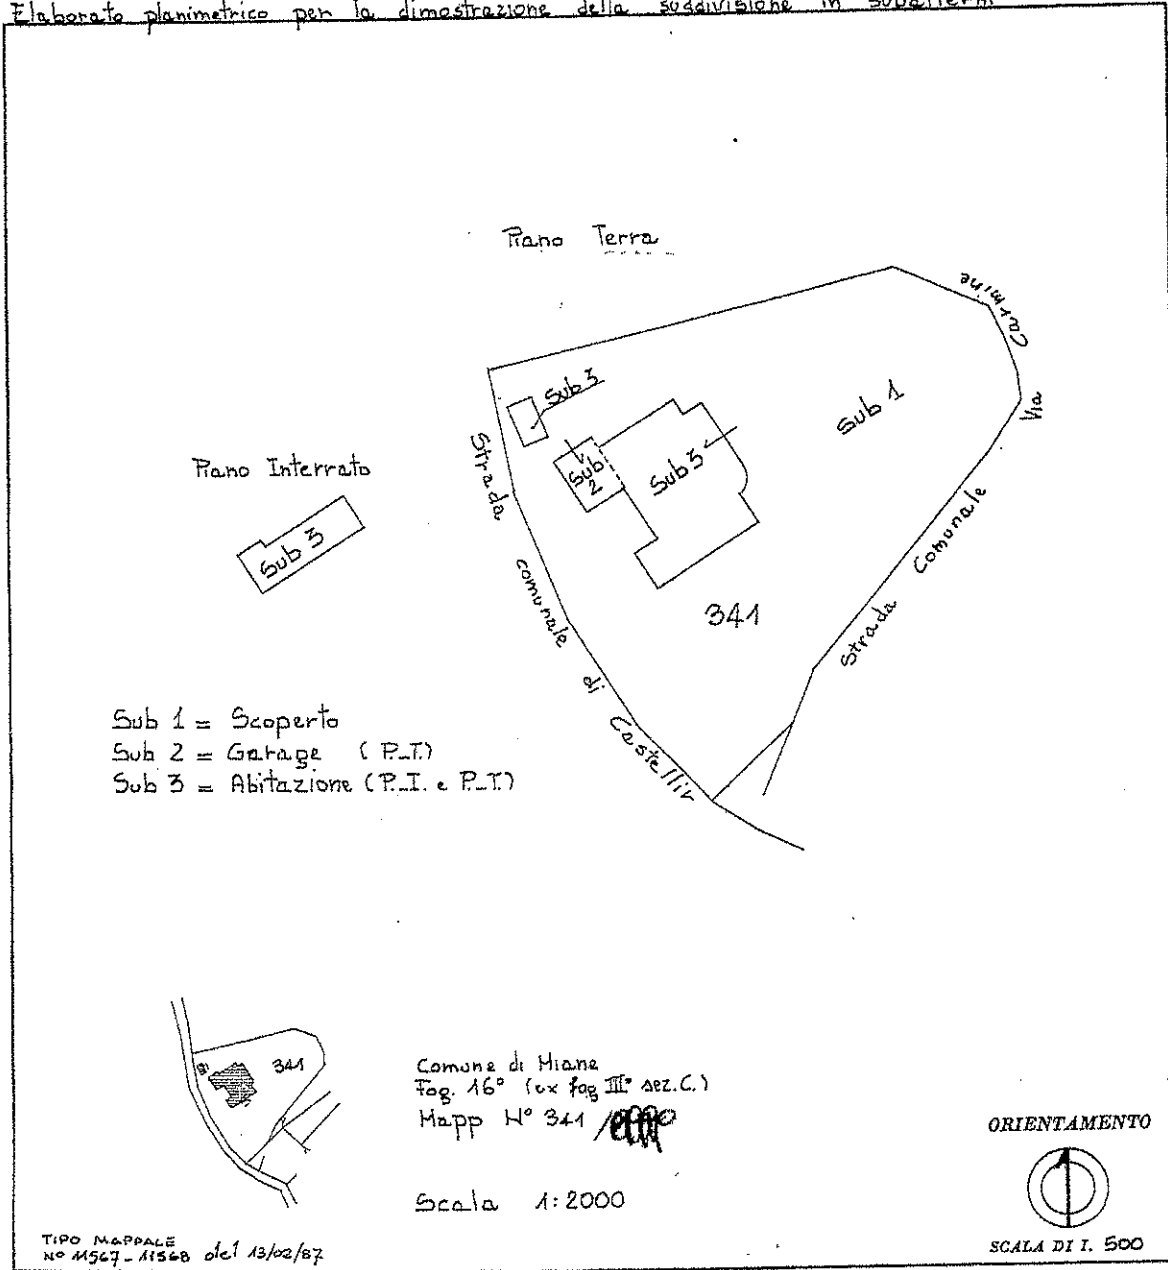 Elaborato planimetrico per la dimostrazione della suddivisione in subalterni
Piano Terra
Via Carmine
Sub 3
Sub 1
Strada comunale di Castellir
Sub 2
Sub 3
Piano Interrato
Sub 3
Strada Comunale
341
Sub 1 = Scoperto
Sub 2 = Garage (P.T.)
Sub 3 = Abitazione (P.I. e P.T.)
341
Comune di Miane
Fog. 16° (ex fog III° sez. C.)
Mapp N° 341
Scala 1:2000
ORIENTAMENTO
SCALA DI 1. 500
TIPO MAPPALE
N° 11567-11568 del 13/02/87